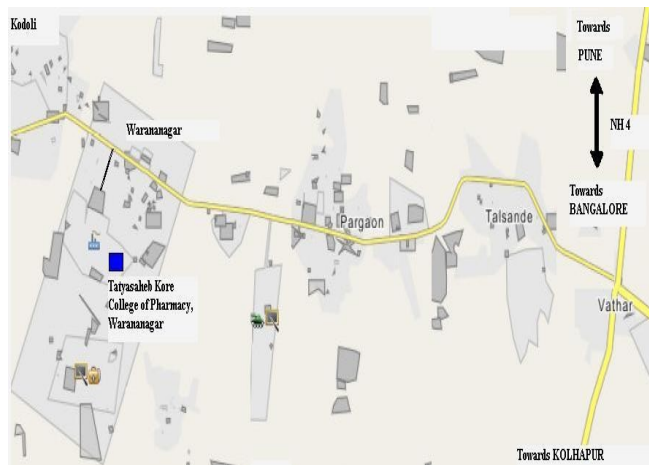 Kodoli
Towards
PUNE
NH 4
Warananagar
Towards
BANGALORE
Pargaon
Talsande
Tatyasaheb Kore
College of Pharmacy,
Warananagar
Vathar
Towards KOLHAPUR